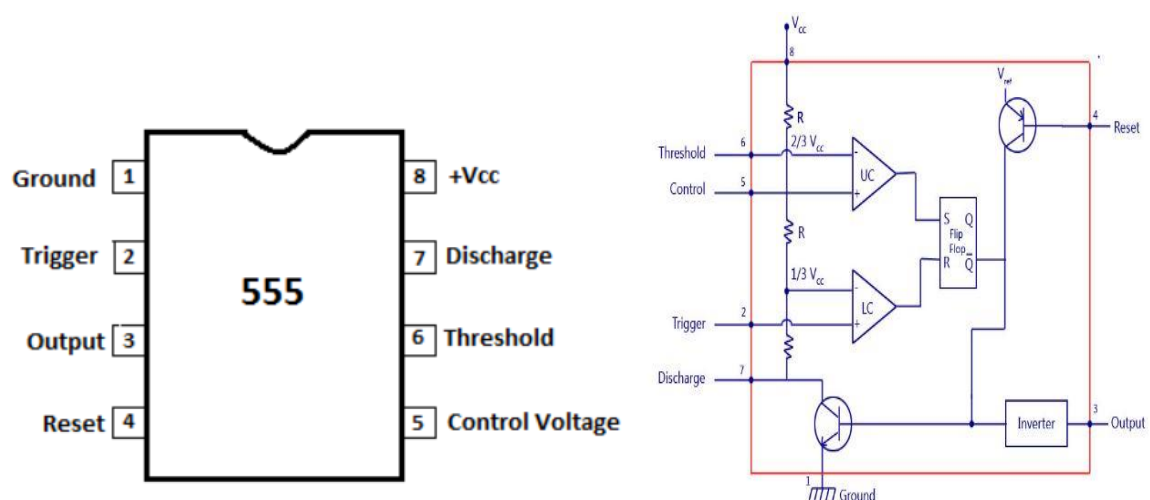 Ground 1
8 +Vcc
Trigger 2
7 Discharge
555
Output 3
6 Threshold
Reset 4
5 Control Voltage
Vcc
8
R
Vref
4
Reset
Threshold
6
2/3 Vcc
-
UC
Control
5
+
S Q
Flip
Flop
R Q̅
R
1/3 Vcc
-
LC
Trigger
2
+
Discharge
7
Inverter
3
Output
1
Ground